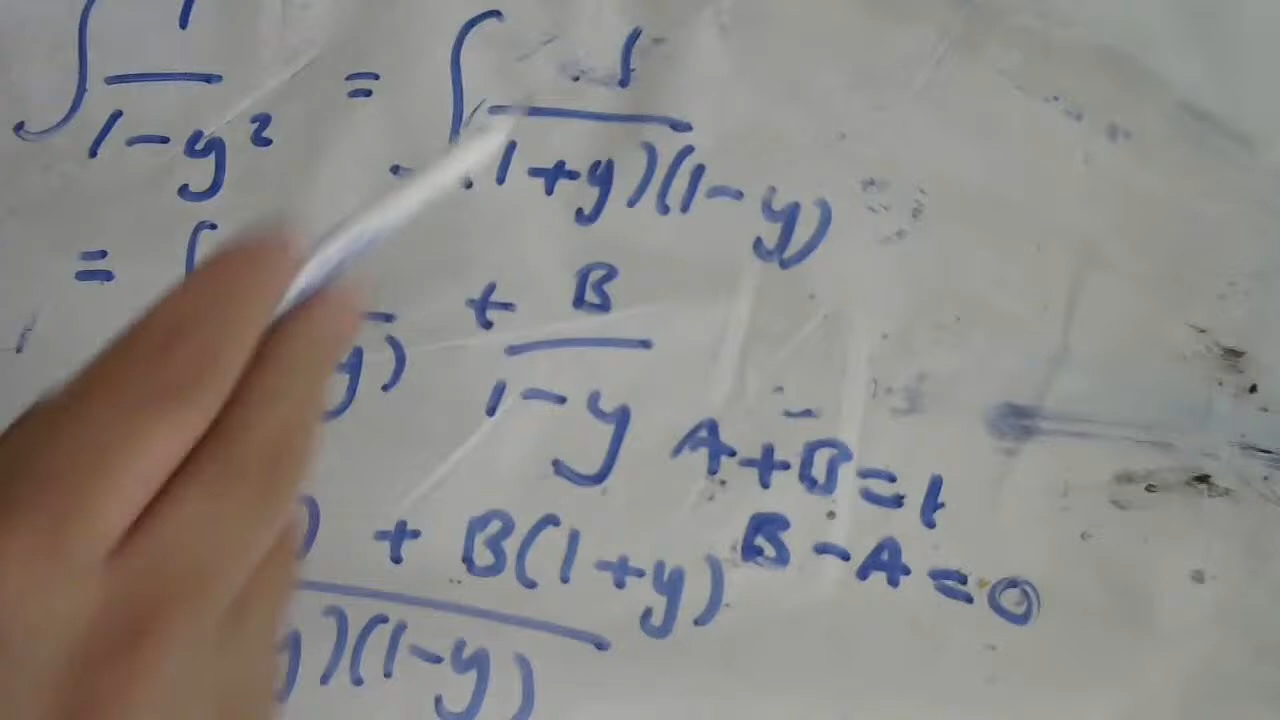 ∫ 1/(1-y²) = ∫ 1/(1+y)(1-y)
= ∫ y) + B/(1-y)
A+B=1
) + B(1+y)
B-A=0
y)(1-y)